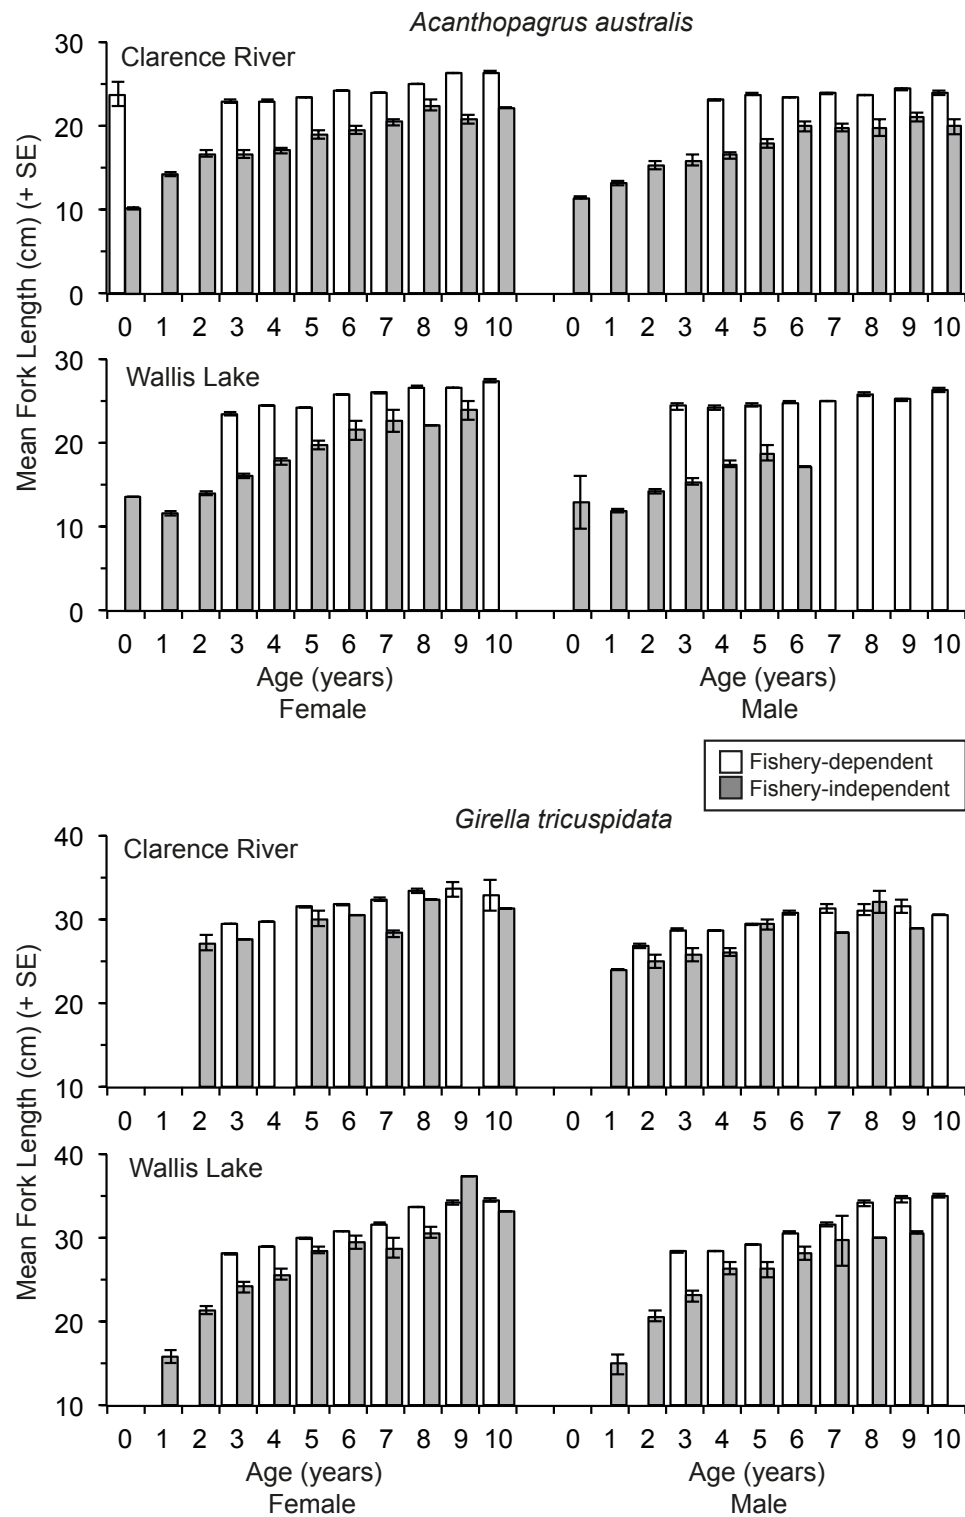 Acanthopagrus australis
Clarence River
Mean Fork Length (cm) (+ SE)
30
20
10
0
0 1 2 3 4 5 6 7 8 9 10 0 1 2 3 4 5 6 7 8 9 10
Wallis Lake
30
20
10
0
0 1 2 3 4 5 6 7 8 9 10 0 1 2 3 4 5 6 7 8 9 10
Age (years) Age (years)
Female Male
Fishery-dependent
Fishery-independent
Girella tricuspidata
Clarence River
Mean Fork Length (cm) (+ SE)
40
30
20
10
0 1 2 3 4 5 6 7 8 9 10 0 1 2 3 4 5 6 7 8 9 10
Wallis Lake
40
30
20
10
0 1 2 3 4 5 6 7 8 9 10 0 1 2 3 4 5 6 7 8 9 10
Age (years) Age (years)
Female Male